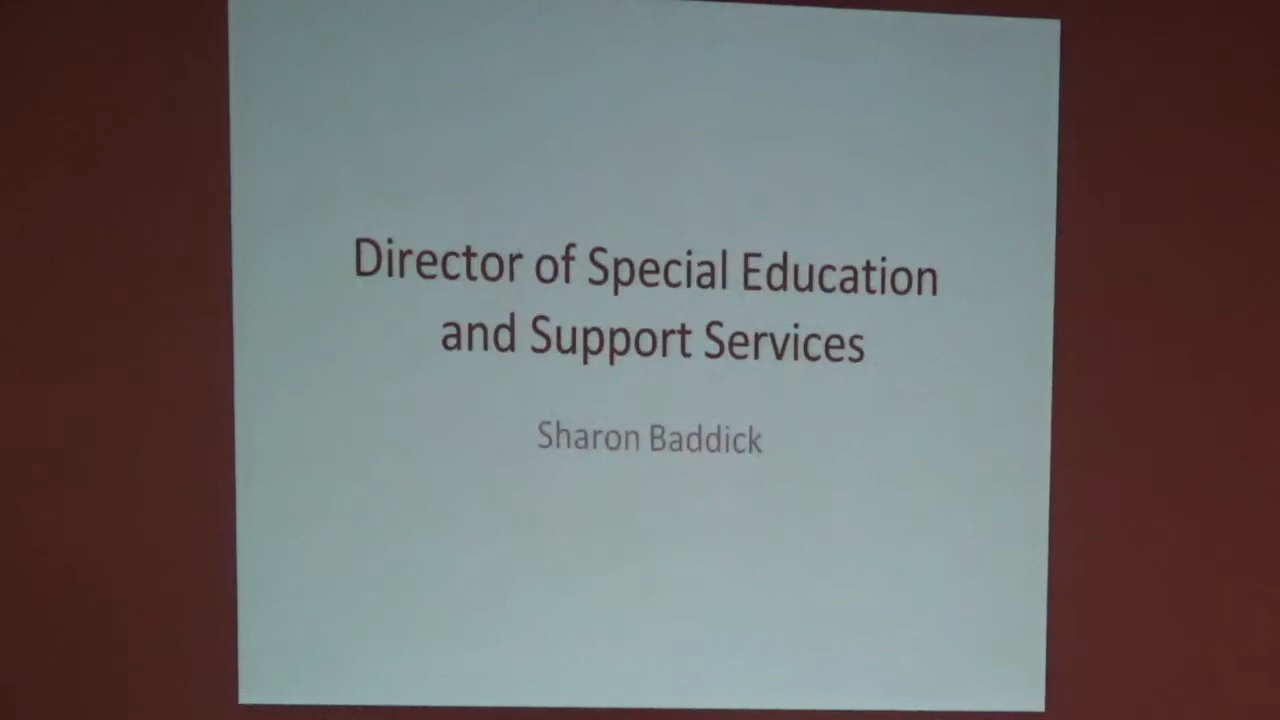 Director of Special Education
and Support Services
Sharon Baddick